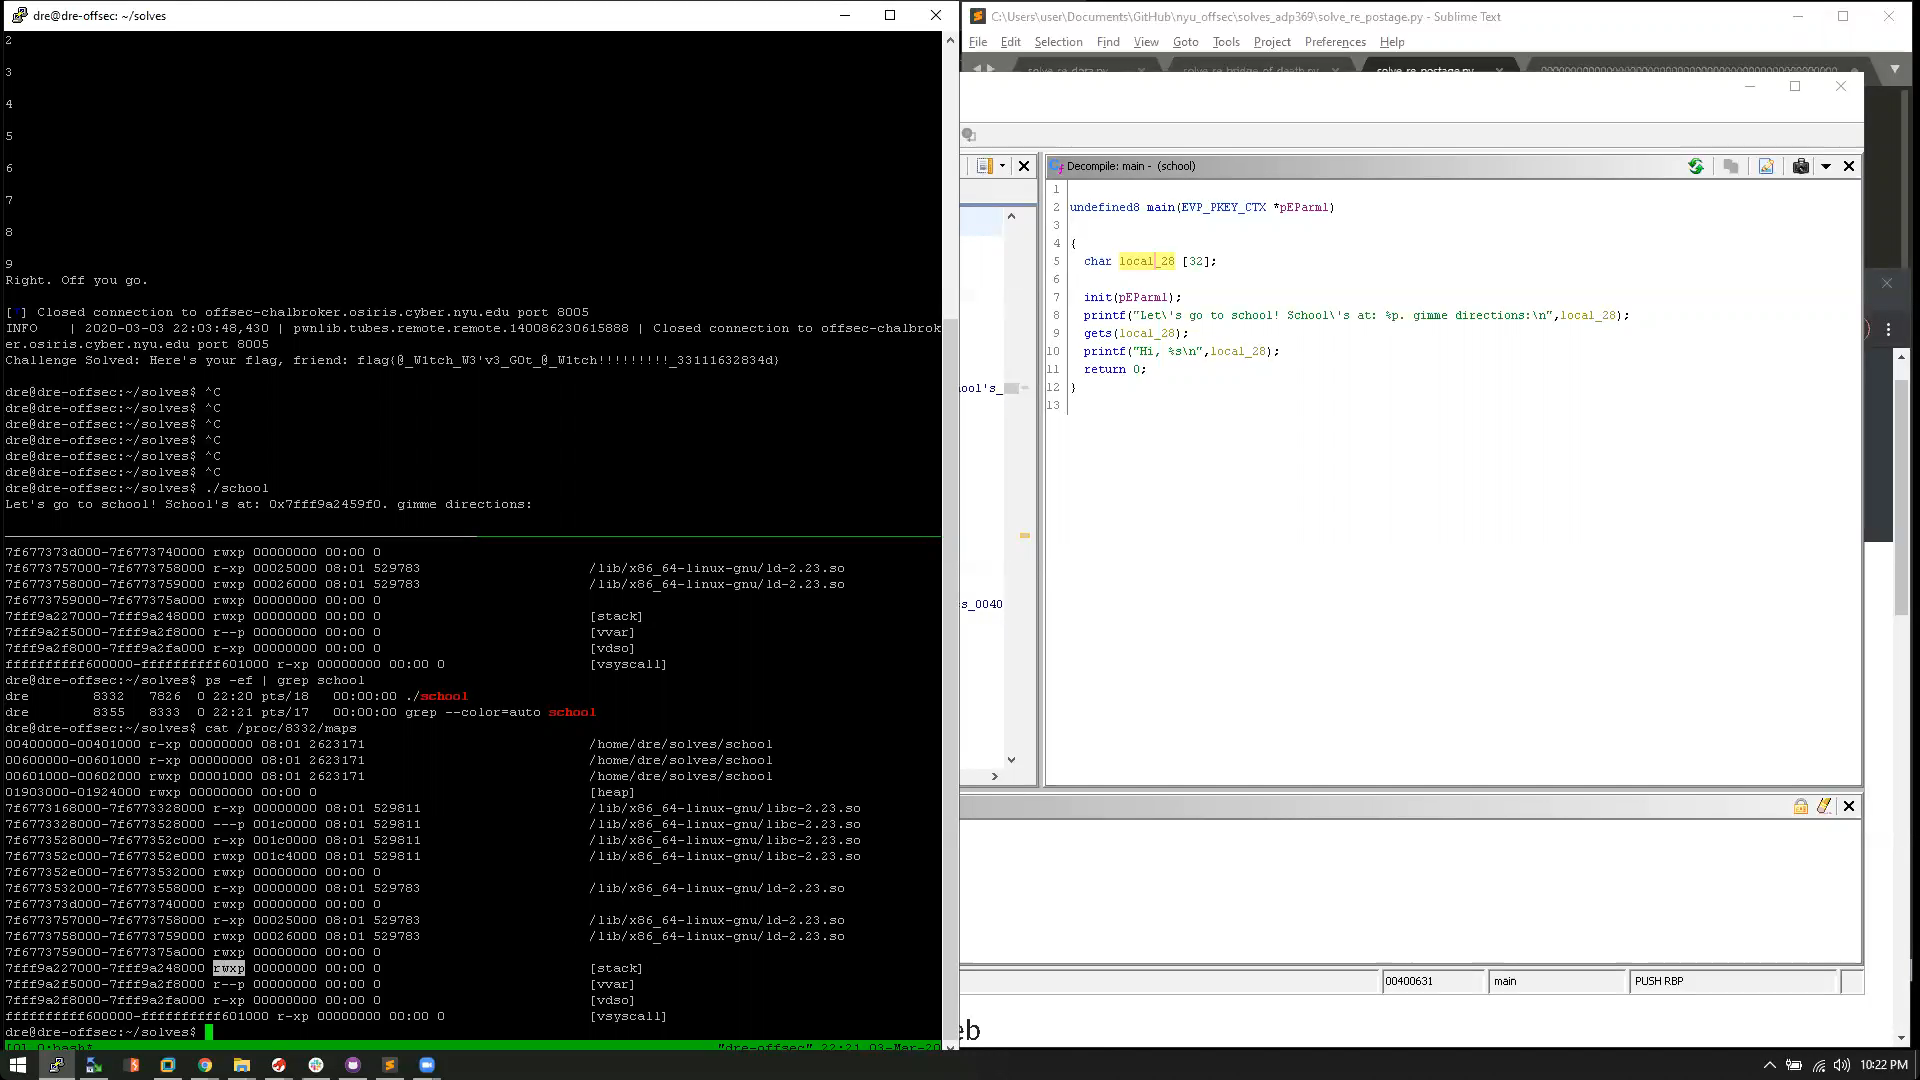 dre@dre-offsec: ~/solves
2
3
4
5
6
7
8
9
Right. Off you go.
[*] Closed connection to offsec-chalbroker.osiris.cyber.nyu.edu port 8005
INFO    | 2020-03-03 22:03:48,430 | pwnlib.tubes.remote.remote.140086230615888 | Closed connection to offsec-chalbrok
er.osiris.cyber.nyu.edu port 8005
Challenge Solved: Here's your flag, friend: flag{@_W1tch_W3'v3_G0t_@_W1tch!!!!!!!!!_33111632834d}
dre@dre-offsec:~/solves$ ^C
dre@dre-offsec:~/solves$ ^C
dre@dre-offsec:~/solves$ ^C
dre@dre-offsec:~/solves$ ^C
dre@dre-offsec:~/solves$ ^C
dre@dre-offsec:~/solves$ ^C
dre@dre-offsec:~/solves$ ./school
Let's go to school! School's at: 0x7fff9a2459f0. gimme directions:
7f677373d000-7f6773740000 rwxp 00000000 00:00 0
7f6773757000-7f6773758000 r-xp 00025000 08:01 529783 /lib/x86_64-linux-gnu/ld-2.23.so
7f6773758000-7f6773759000 rwxp 00026000 08:01 529783 /lib/x86_64-linux-gnu/ld-2.23.so
7f6773759000-7f677375a000 rwxp 00000000 00:00 0
7fff9a227000-7fff9a248000 rwxp 00000000 00:00 0 [stack]
7fff9a2f5000-7fff9a2f8000 r--p 00000000 00:00 0 [vvar]
7fff9a2f8000-7fff9a2fa000 r-xp 00000000 00:00 0 [vdso]
ffffffffff600000-ffffffffff601000 r-xp 00000000 00:00 0 [vsyscall]
dre@dre-offsec:~/solves$ ps -ef | grep school
dre 8332 7826 0 22:20 pts/18 00:00:00 ./school
dre 8355 8333 0 22:21 pts/17 00:00:00 grep --color=auto school
dre@dre-offsec:~/solves$ cat /proc/8332/maps
00400000-00401000 r-xp 00000000 08:01 2623171 /home/dre/solves/school
00600000-00601000 r-xp 00000000 08:01 2623171 /home/dre/solves/school
00601000-00602000 rwxp 00001000 08:01 2623171 /home/dre/solves/school
01903000-01924000 rwxp 00000000 00:00 0 [heap]
7f6773168000-7f6773328000 r-xp 00000000 08:01 529811 /lib/x86_64-linux-gnu/libc-2.23.so
7f6773328000-7f6773528000 ---p 001c0000 08:01 529811 /lib/x86_64-linux-gnu/libc-2.23.so
7f6773528000-7f677352c000 r-xp 001c0000 08:01 529811 /lib/x86_64-linux-gnu/libc-2.23.so
7f677352c000-7f677352e000 rwxp 001c4000 08:01 529811 /lib/x86_64-linux-gnu/libc-2.23.so
7f677352e000-7f6773532000 rwxp 00000000 00:00 0
7f6773532000-7f6773558000 r-xp 00000000 08:01 529783 /lib/x86_64-linux-gnu/ld-2.23.so
7f677373d000-7f6773740000 rwxp 00000000 00:00 0
7f6773757000-7f6773758000 r-xp 00025000 08:01 529783 /lib/x86_64-linux-gnu/ld-2.23.so
7f6773758000-7f6773759000 rwxp 00026000 08:01 529783 /lib/x86_64-linux-gnu/ld-2.23.so
7f6773759000-7f677375a000 rwxp 00000000 00:00 0
7fff9a227000-7fff9a248000 rwxp 00000000 00:00 0 [stack]
7fff9a2f5000-7fff9a2f8000 r--p 00000000 00:00 0 [vvar]
7fff9a2f8000-7fff9a2fa000 r-xp 00000000 00:00 0 [vdso]
ffffffffff600000-ffffffffff601000 r-xp 00000000 00:00 0 [vsyscall]
dre@dre-offsec:~/solves$
"dre-offsec" 22:21 03-Mar-20
C:\Users\user\Documents\GitHub\nyu_offsec\solves_adp369\solve_re_postage.py - Sublime Text
File Edit Selection Find View Goto Tools Project Preferences Help
solve_re_postage.py
Decompile: main - (school)
1
2 undefined8 main(EVP_PKEY_CTX *pEParm1)
3
4 {
5 char local_28 [32];
6
7 init(pEParm1);
8 printf("Let\'s go to school! School\'s at: %p. gimme directions:\n",local_28);
9 gets(local_28);
10 printf("Hi, %s\n",local_28);
11 return 0;
12 }
13
ool's_
s_0040
00400631 main PUSH RBP
eb
10:22 PM